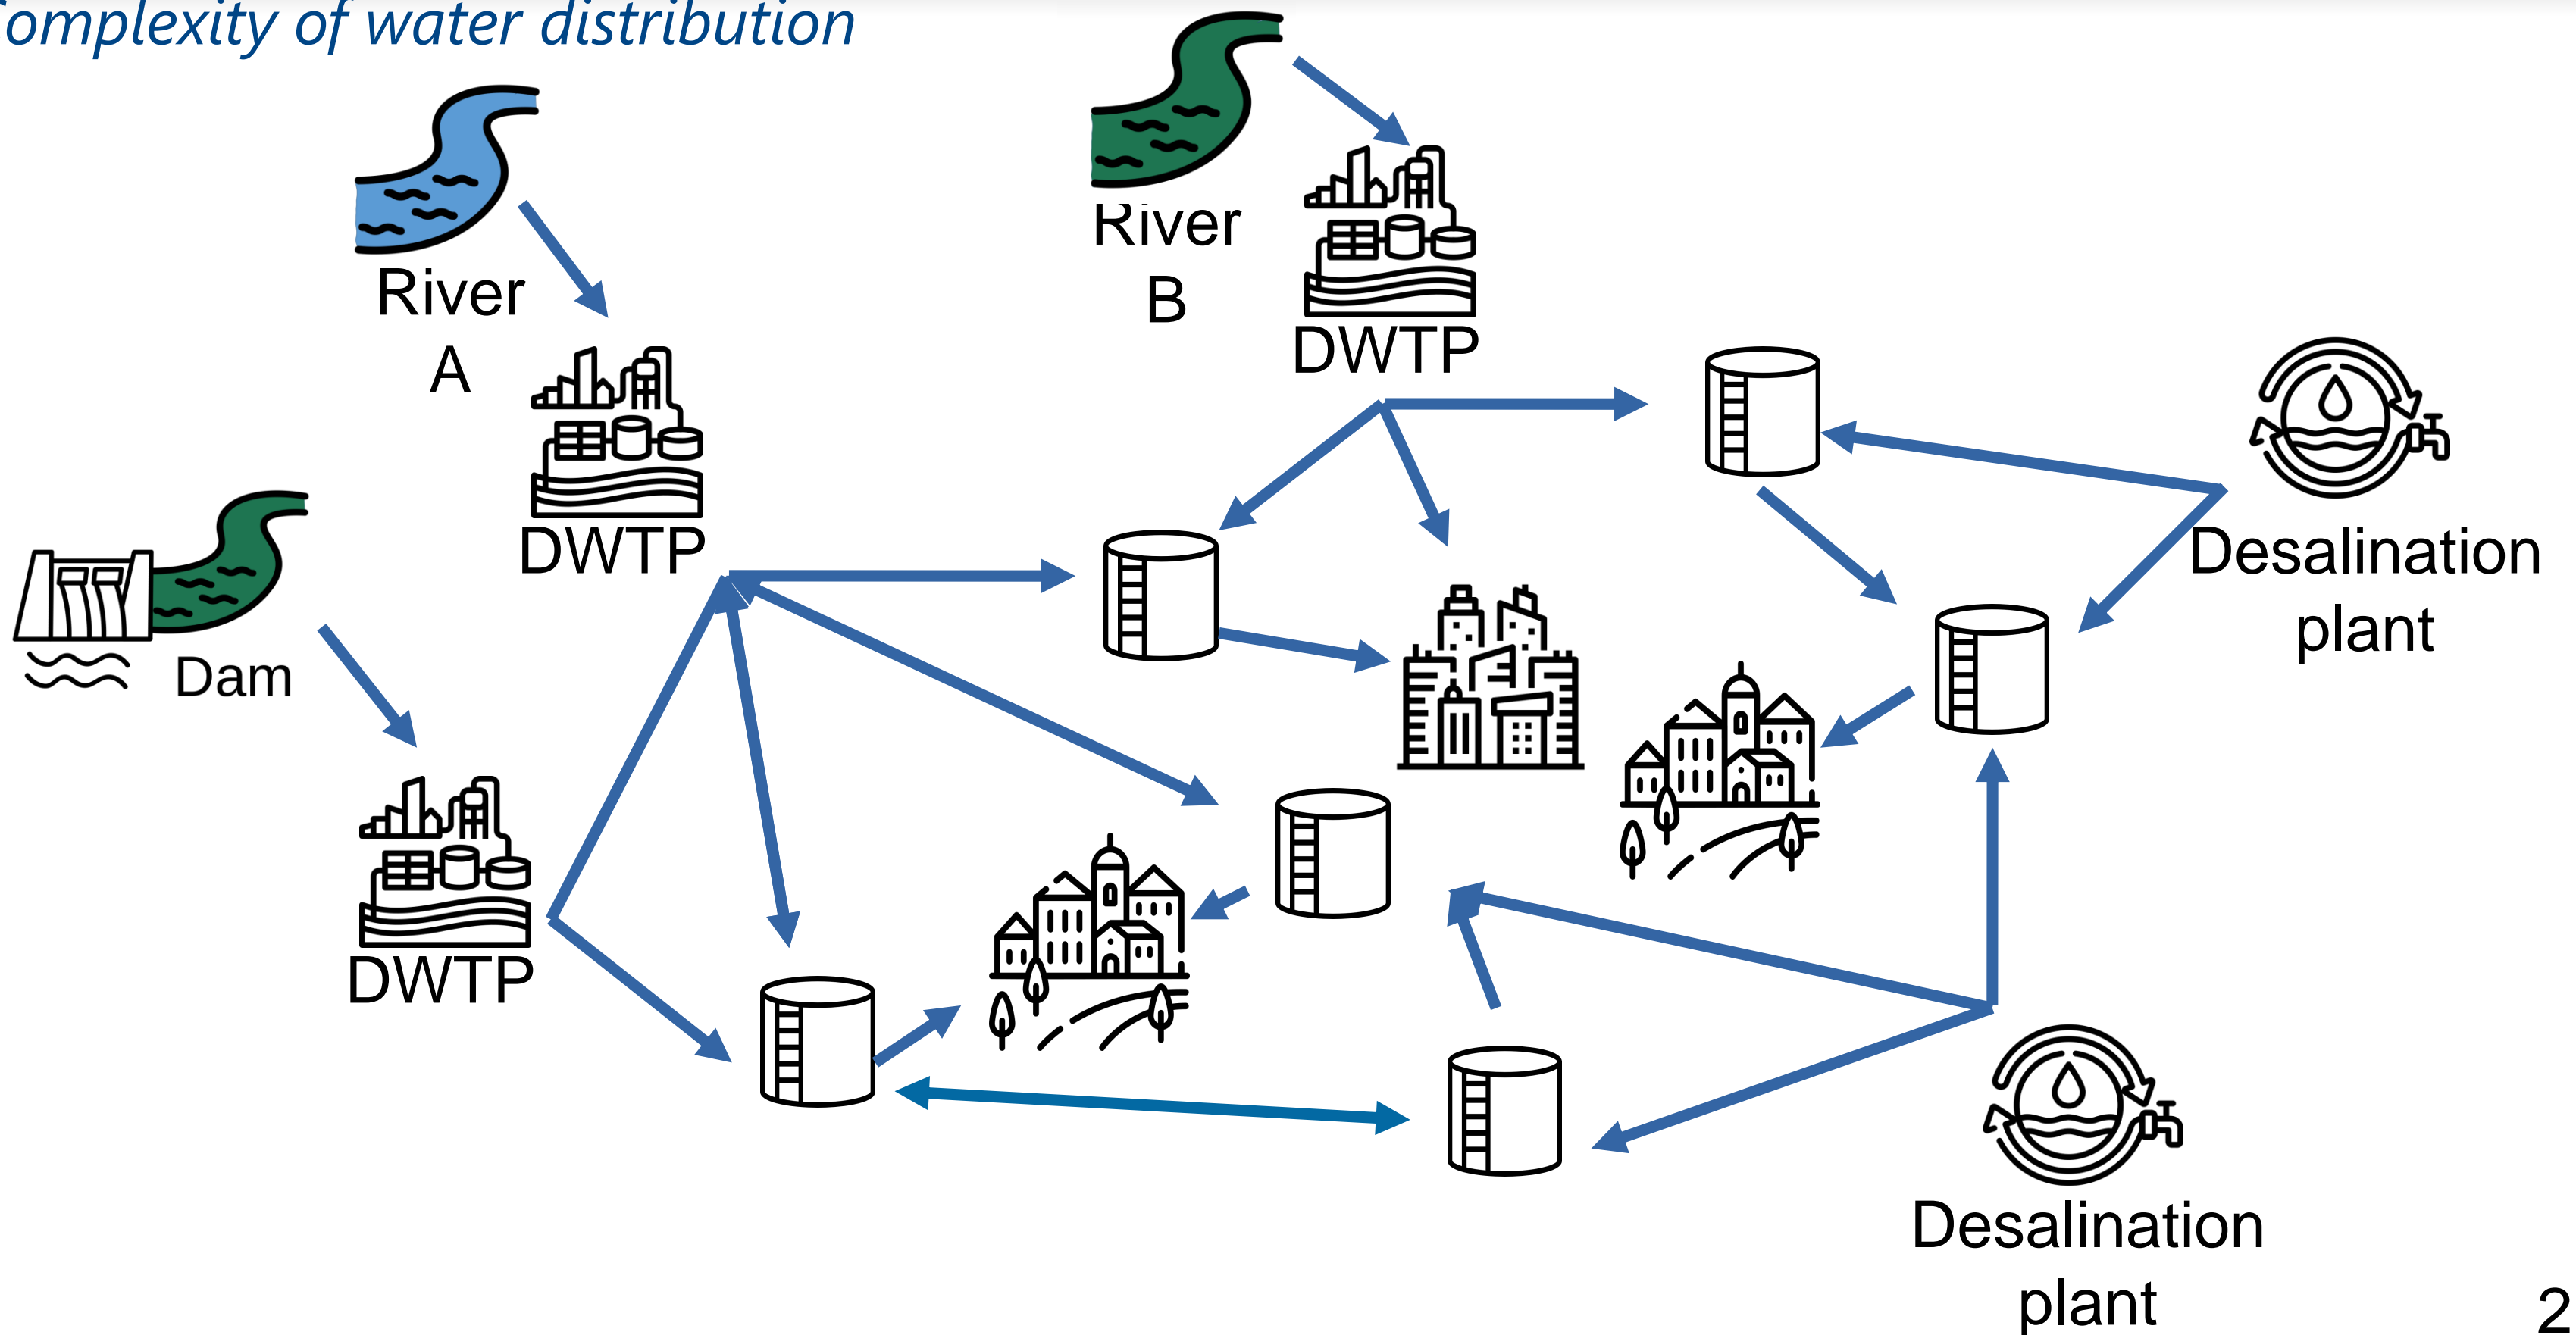 omplexity of water distribution
River
A
River
B
DWTP
DWTP
Dam
DWTP
Desalination
plant
Desalination
plant
2